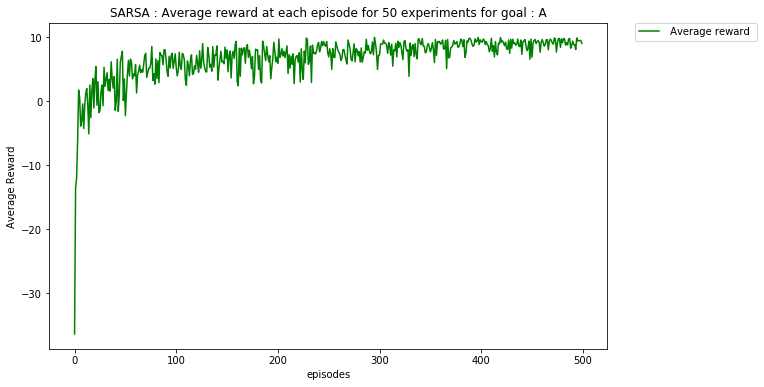 SARSA : Average reward at each episode for 50 experiments for goal : A
Average reward
10
0
−10
−20
−30
Average Reward
0 100 200 300 400 500
episodes